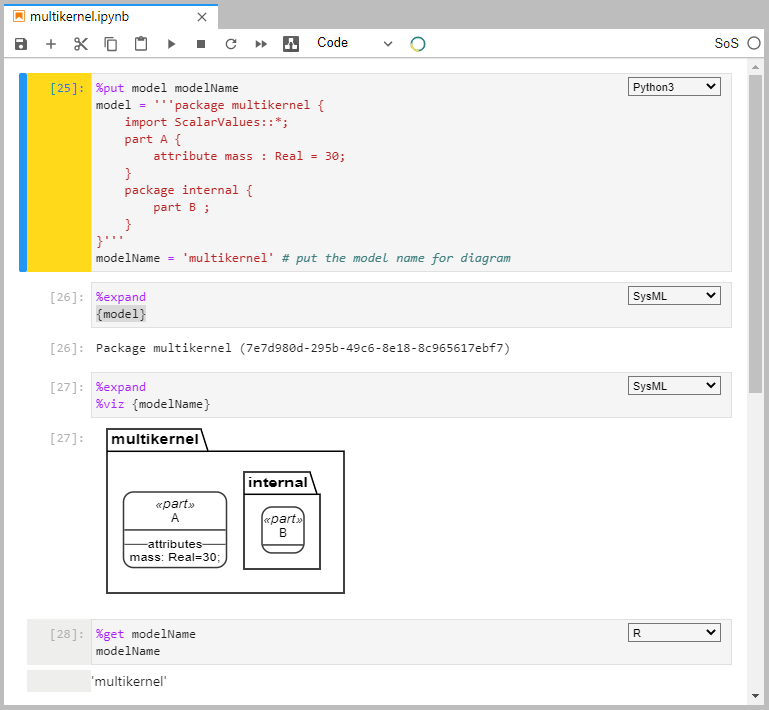 multikernel.ipynb
Code
SoS
[25]:
%put model modelName
Python3
model = '''package multikernel {
    import ScalarValues::*;
    part A {
        attribute mass : Real = 30;
    }
    package internal {
        part B ;
    }
}'''
modelName = 'multikernel' # put the model name for diagram
[26]:
%expand
SysML
{model}
[26]:
Package multikernel (7e7d980d-295b-49c6-8e18-8c965617ebf7)
[27]:
%expand
SysML
%viz {modelName}
[27]:
multikernel
internal
«part»
A
attributes
mass: Real=30;
«part»
B
[28]:
%get modelName
R
modelName
'multikernel'